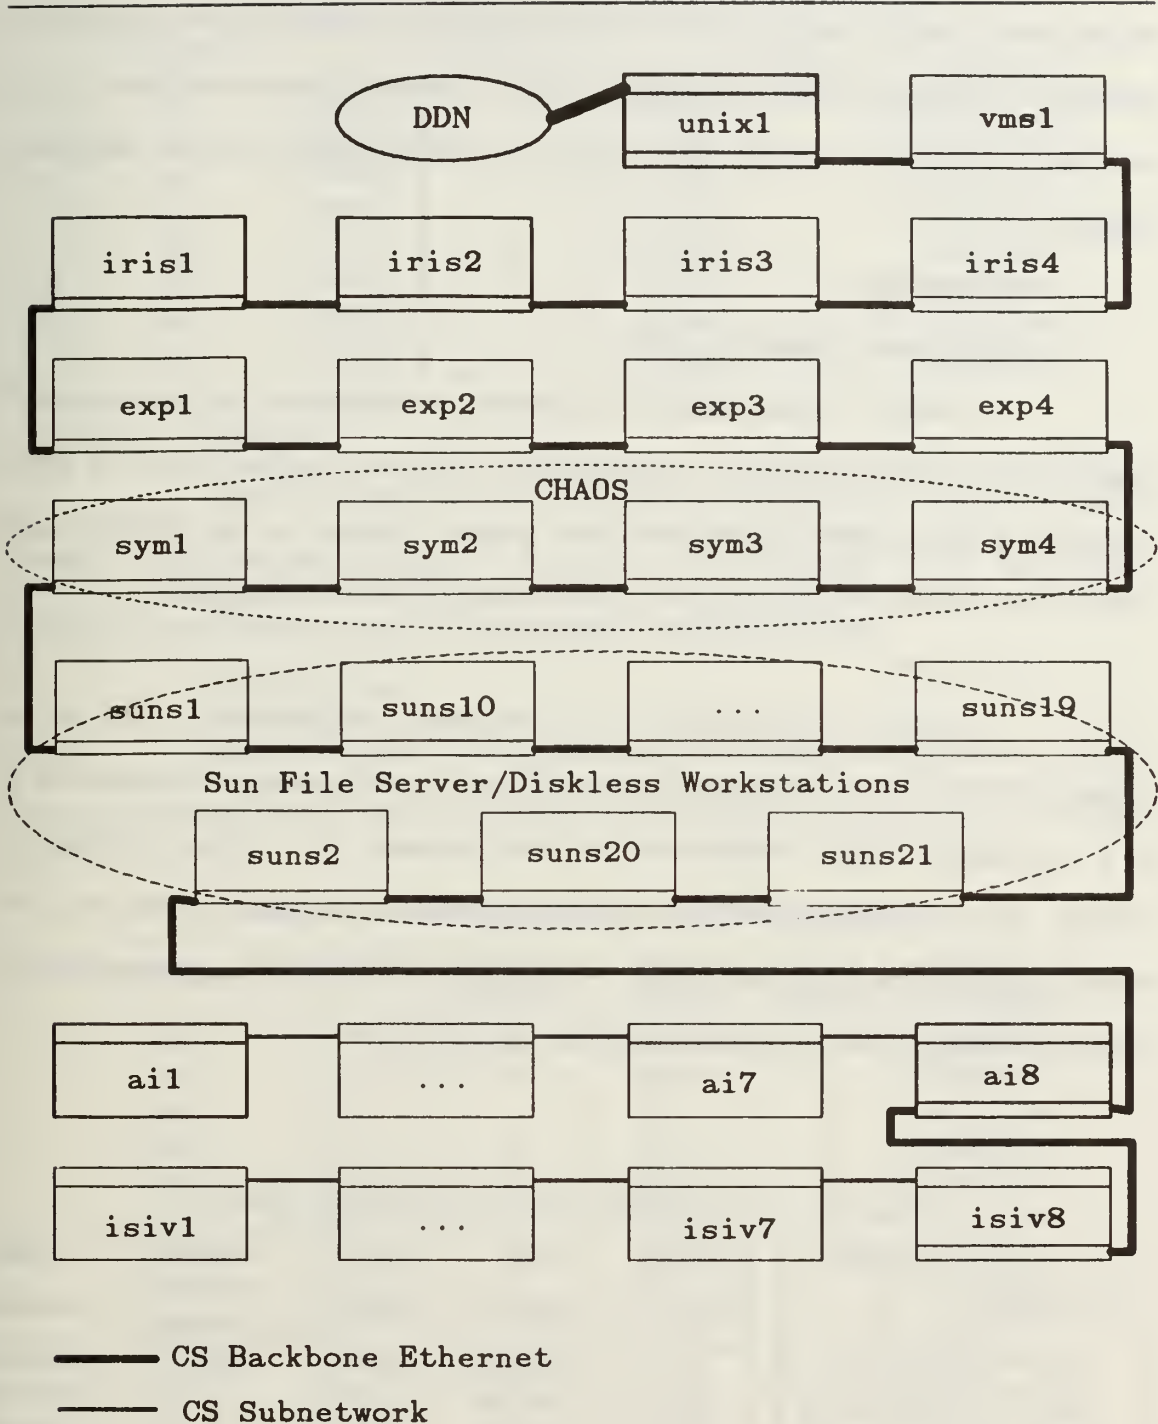 DDN unix1 vms1
iris1 iris2 iris3 iris4
exp1 exp2 exp3 exp4
CHAOS
sym1 sym2 sym3 sym4
suns1 suns10 ... suns19
Sun File Server/Diskless Workstations
suns2 suns20 suns21
ai1 ... ai7 ai8
isiv1 ... isiv7 isiv8
CS Backbone Ethernet
CS Subnetwork